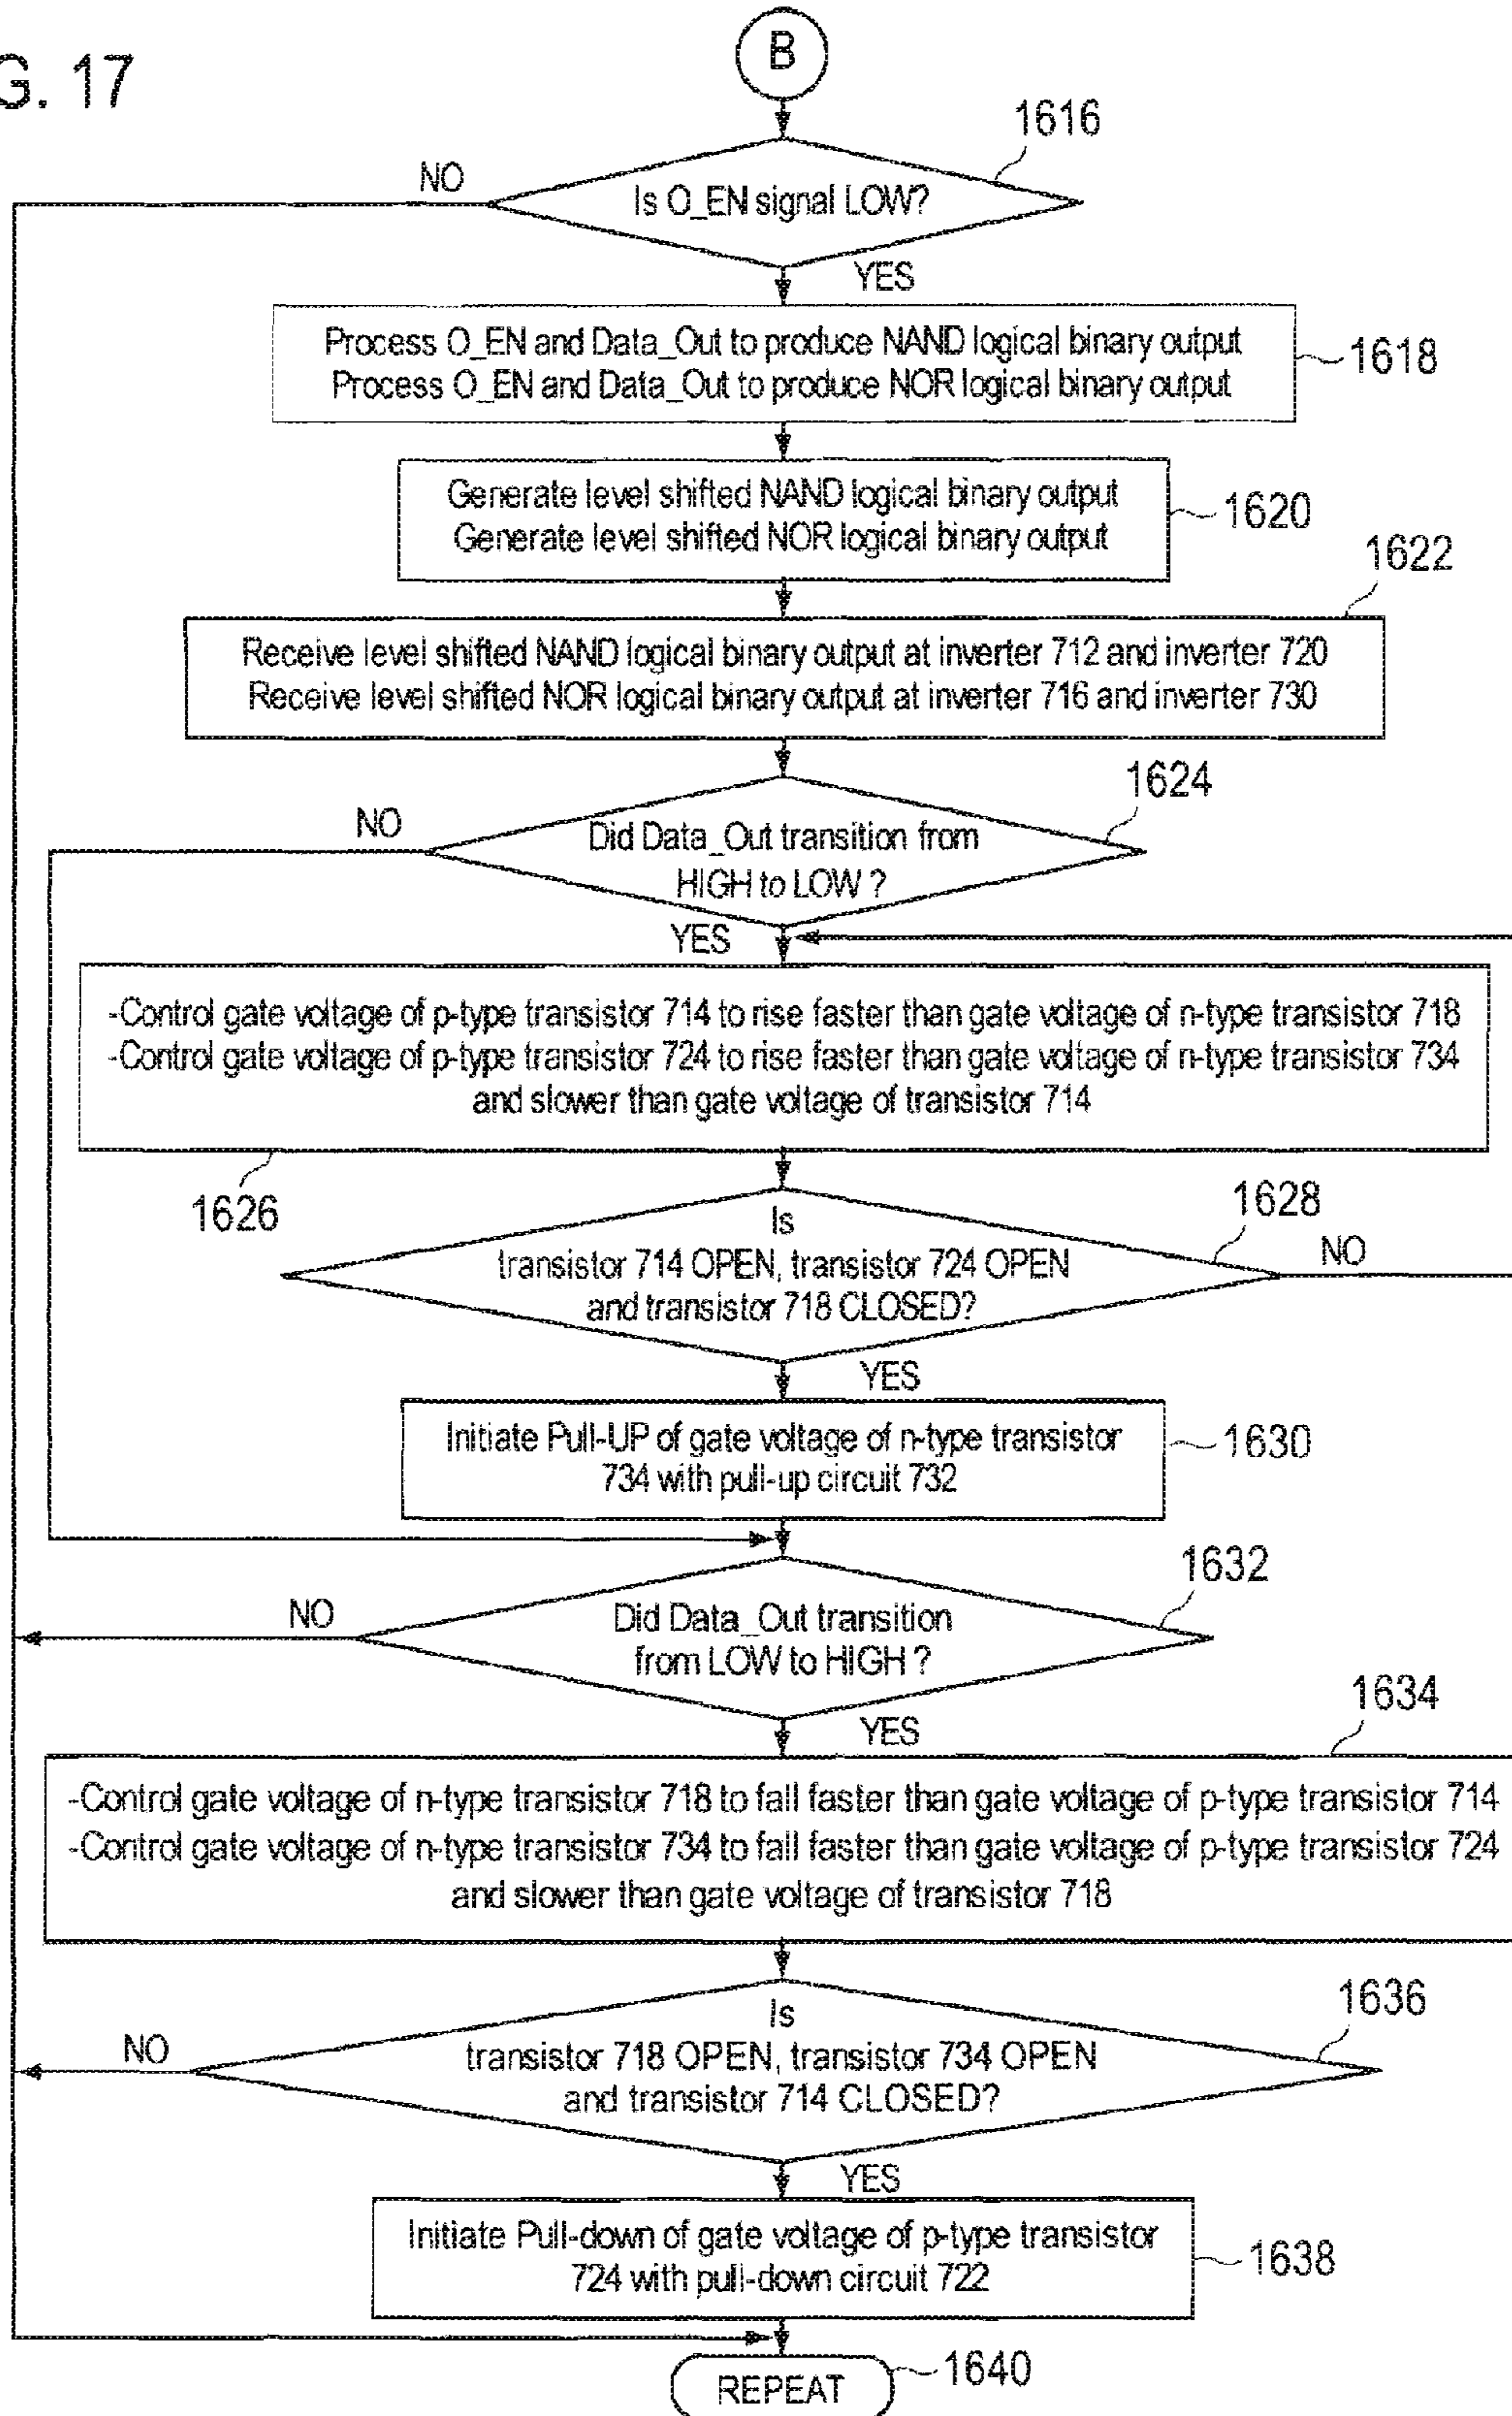 G. 17
B
1616
NO
Is O_EN signal LOW?
YES
Process O_EN and Data_Out to produce NAND logical binary output
Process O_EN and Data_Out to produce NOR logical binary output
1618
Generate level shifted NAND logical binary output
Generate level shifted NOR logical binary output
1620
1622
Receive level shifted NAND logical binary output at inverter 712 and inverter 720
Receive level shifted NOR logical binary output at inverter 716 and inverter 730
1624
NO
Did Data_Out transition from
HIGH to LOW ?
YES
-Control gate voltage of p-type transistor 714 to rise faster than gate voltage of n-type transistor 718
-Control gate voltage of p-type transistor 724 to rise faster than gate voltage of n-type transistor 734
and slower than gate voltage of transistor 714
1626
1628
Is
transistor 714 OPEN, transistor 724 OPEN
and transistor 718 CLOSED?
NO
YES
Initiate Pull-UP of gate voltage of n-type transistor
734 with pull-up circuit 732
1630
1632
NO
Did Data_Out transition
from LOW to HIGH ?
YES
1634
-Control gate voltage of n-type transistor 718 to fall faster than gate voltage of p-type transistor 714
-Control gate voltage of n-type transistor 734 to fall faster than gate voltage of p-type transistor 724
and slower than gate voltage of transistor 718
1636
NO
Is
transistor 718 OPEN, transistor 734 OPEN
and transistor 714 CLOSED?
YES
Initiate Pull-down of gate voltage of p-type transistor
724 with pull-down circuit 722
1638
REPEAT
1640